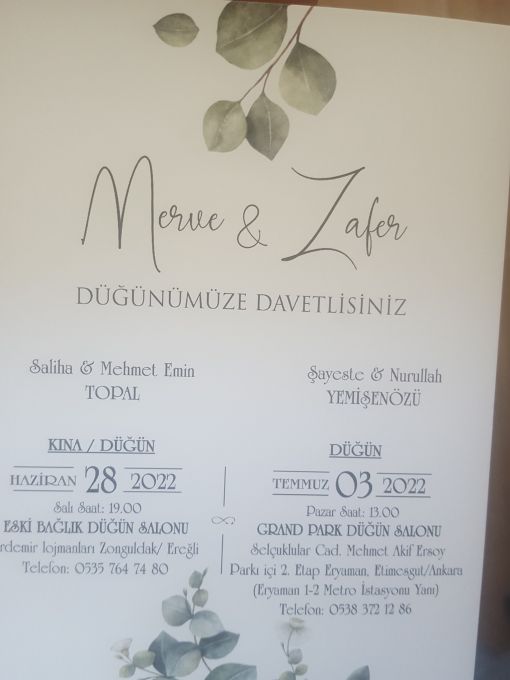 Merve & Zafer
DÜĞÜNÜMÜZE DAVETLİSİNİZ
Saliha & Mehmet Emin
TOPAL
Şayeste & Nurullah
YEMİŞENÖZÜ
KINA / DÜĞÜN
HAZİRAN 28 2022
Salı Saat: 19.00
ESKİ BAĞLIK DÜĞÜN SALONU
rdemir lojmanları Zonguldak/ Ereğli
Telefon: 0535 764 74 80
DÜĞÜN
TEMMUZ 03 2022
Pazar Saat: 13.00
GRAND PARK DÜĞÜN SALONU
Selçuklular Cad. Mehmet Akif Ersoy
Parkı içi 2. Etap Eryaman, Etimesgut/Ankara
(Eryaman 1-2 Metro İstasyonu Yanı)
Telefon: 0538 372 12 86